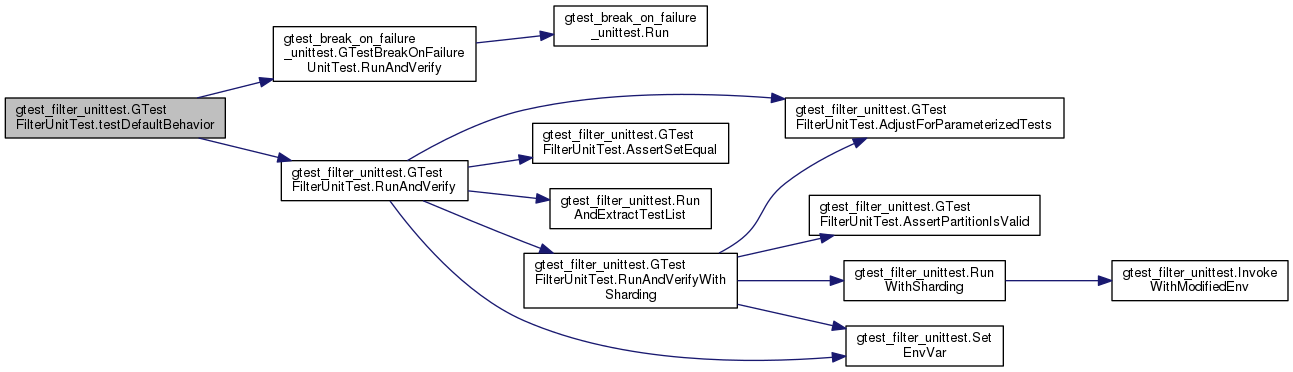 gtest_filter_unittest.GTest
FilterUnitTest.testDefaultBehavior
gtest_break_on_failure
_unittest.GTestBreakOnFailure
UnitTest.RunAndVerify
gtest_break_on_failure
_unittest.Run
gtest_filter_unittest.GTest
FilterUnitTest.RunAndVerify
gtest_filter_unittest.GTest
FilterUnitTest.AdjustForParameterizedTests
gtest_filter_unittest.GTest
FilterUnitTest.AssertSetEqual
gtest_filter_unittest.Run
AndExtractTestList
gtest_filter_unittest.GTest
FilterUnitTest.RunAndVerifyWith
Sharding
gtest_filter_unittest.GTest
FilterUnitTest.AssertPartitionIsValid
gtest_filter_unittest.Run
WithSharding
gtest_filter_unittest.Invoke
WithModifiedEnv
gtest_filter_unittest.Set
EnvVar